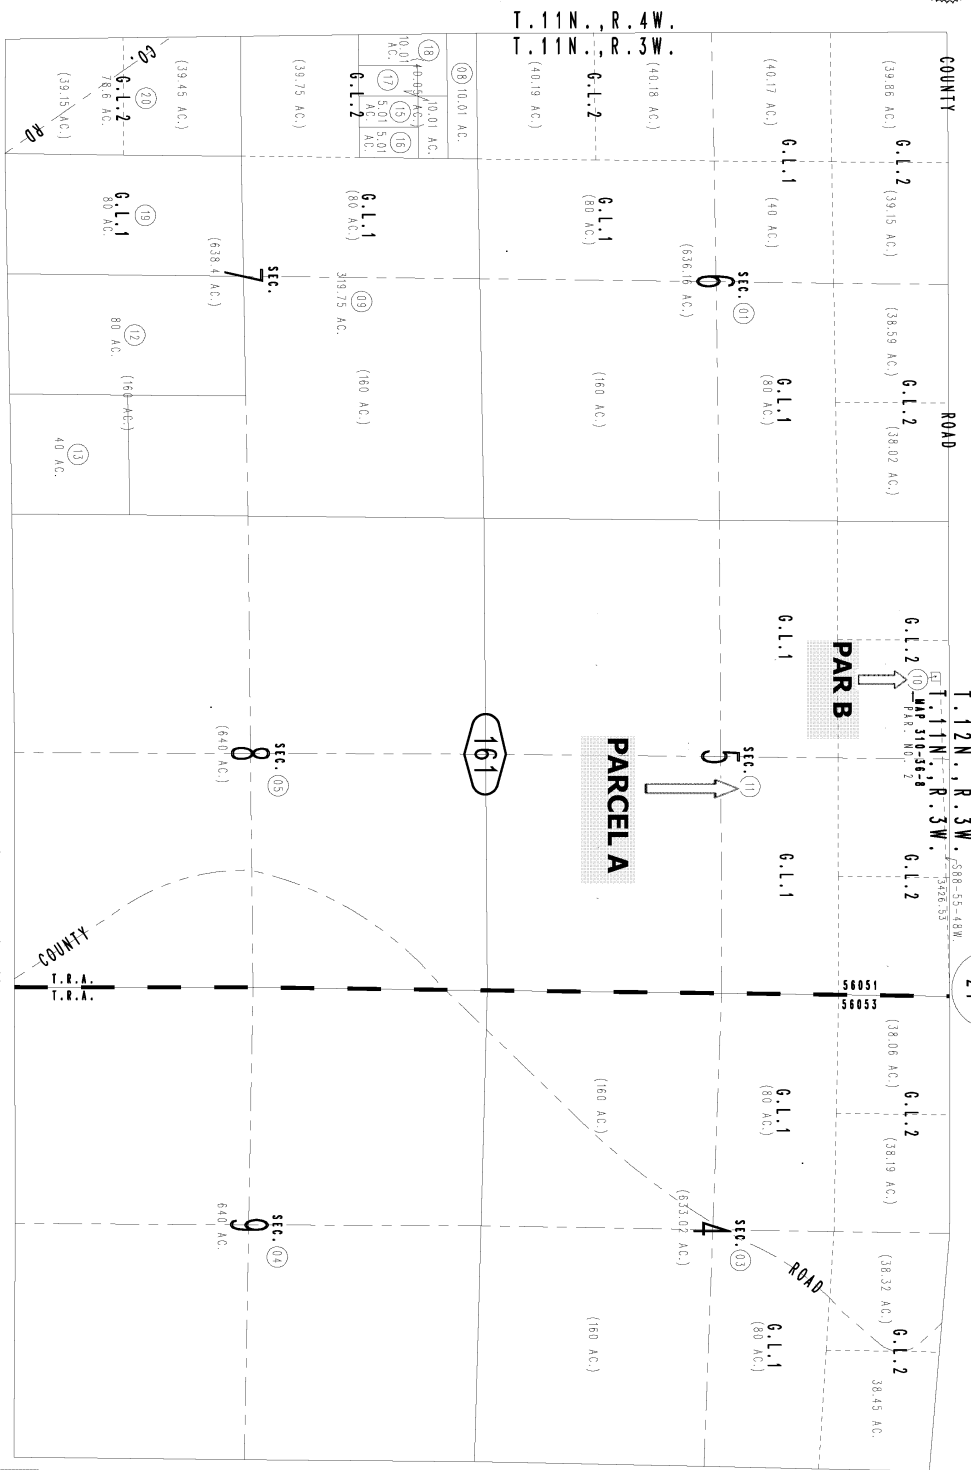 T.11N.,R.4W.
T.11N.,R.3W.
COUNTY
ROAD
T.12N.,R.3W.
T.11N.,R.3W.
S88-55-48W.
3426.53
(39.86 AC.)
G.L.2
(39.15 AC.)
(38.59 AC.)
G.L.2
(38.02 AC.)
G.L.2
10
MAP 310-36-8
PAR. NO. 2
PAR B
G.L.2
56051
56053
(38.06 AC.)
G.L.2
(38.19 AC.)
(38.32 AC.)
G.L.2
38.45 AC.
(40.17 AC.)
G.L.1
(40 AC.)
G.L.1
(80 AC.)
G.L.1
G.L.1
G.L.1
(80 AC.)
ROAD
G.L.1
(80 AC.)
SEC. 01
6
(636.16 AC.)
SEC. 11
5
PARCEL A
SEC. 03
4
(633.02 AC.)
(40.19 AC.)
G.L.2
(40.18 AC.)
G.L.1
(80 AC.)
(160 AC.)
(160 AC.)
(160 AC.)
161
08 10.01 AC.
18
10.01 AC.
(40.05 AC.)
10.01 AC.
17
15
5.01 AC.
16
5.01 AC.
(39.75 AC.)
G.L.2
G.L.1
(80 AC.)
09
319.75 AC.
(160 AC.)
SEC.
7
(638.4 AC.)
SEC. 05
8
(640 AC.)
SEC. 04
9
640 AC.
CO.
RD
(39.45 AC.)
20
G.L.2
78.6 AC.
(39.15 AC.)
19
G.L.1
80 AC.
12
80 AC.
(160 AC.)
13
40 AC.
COUNTY
T.R.A.
T.R.A.